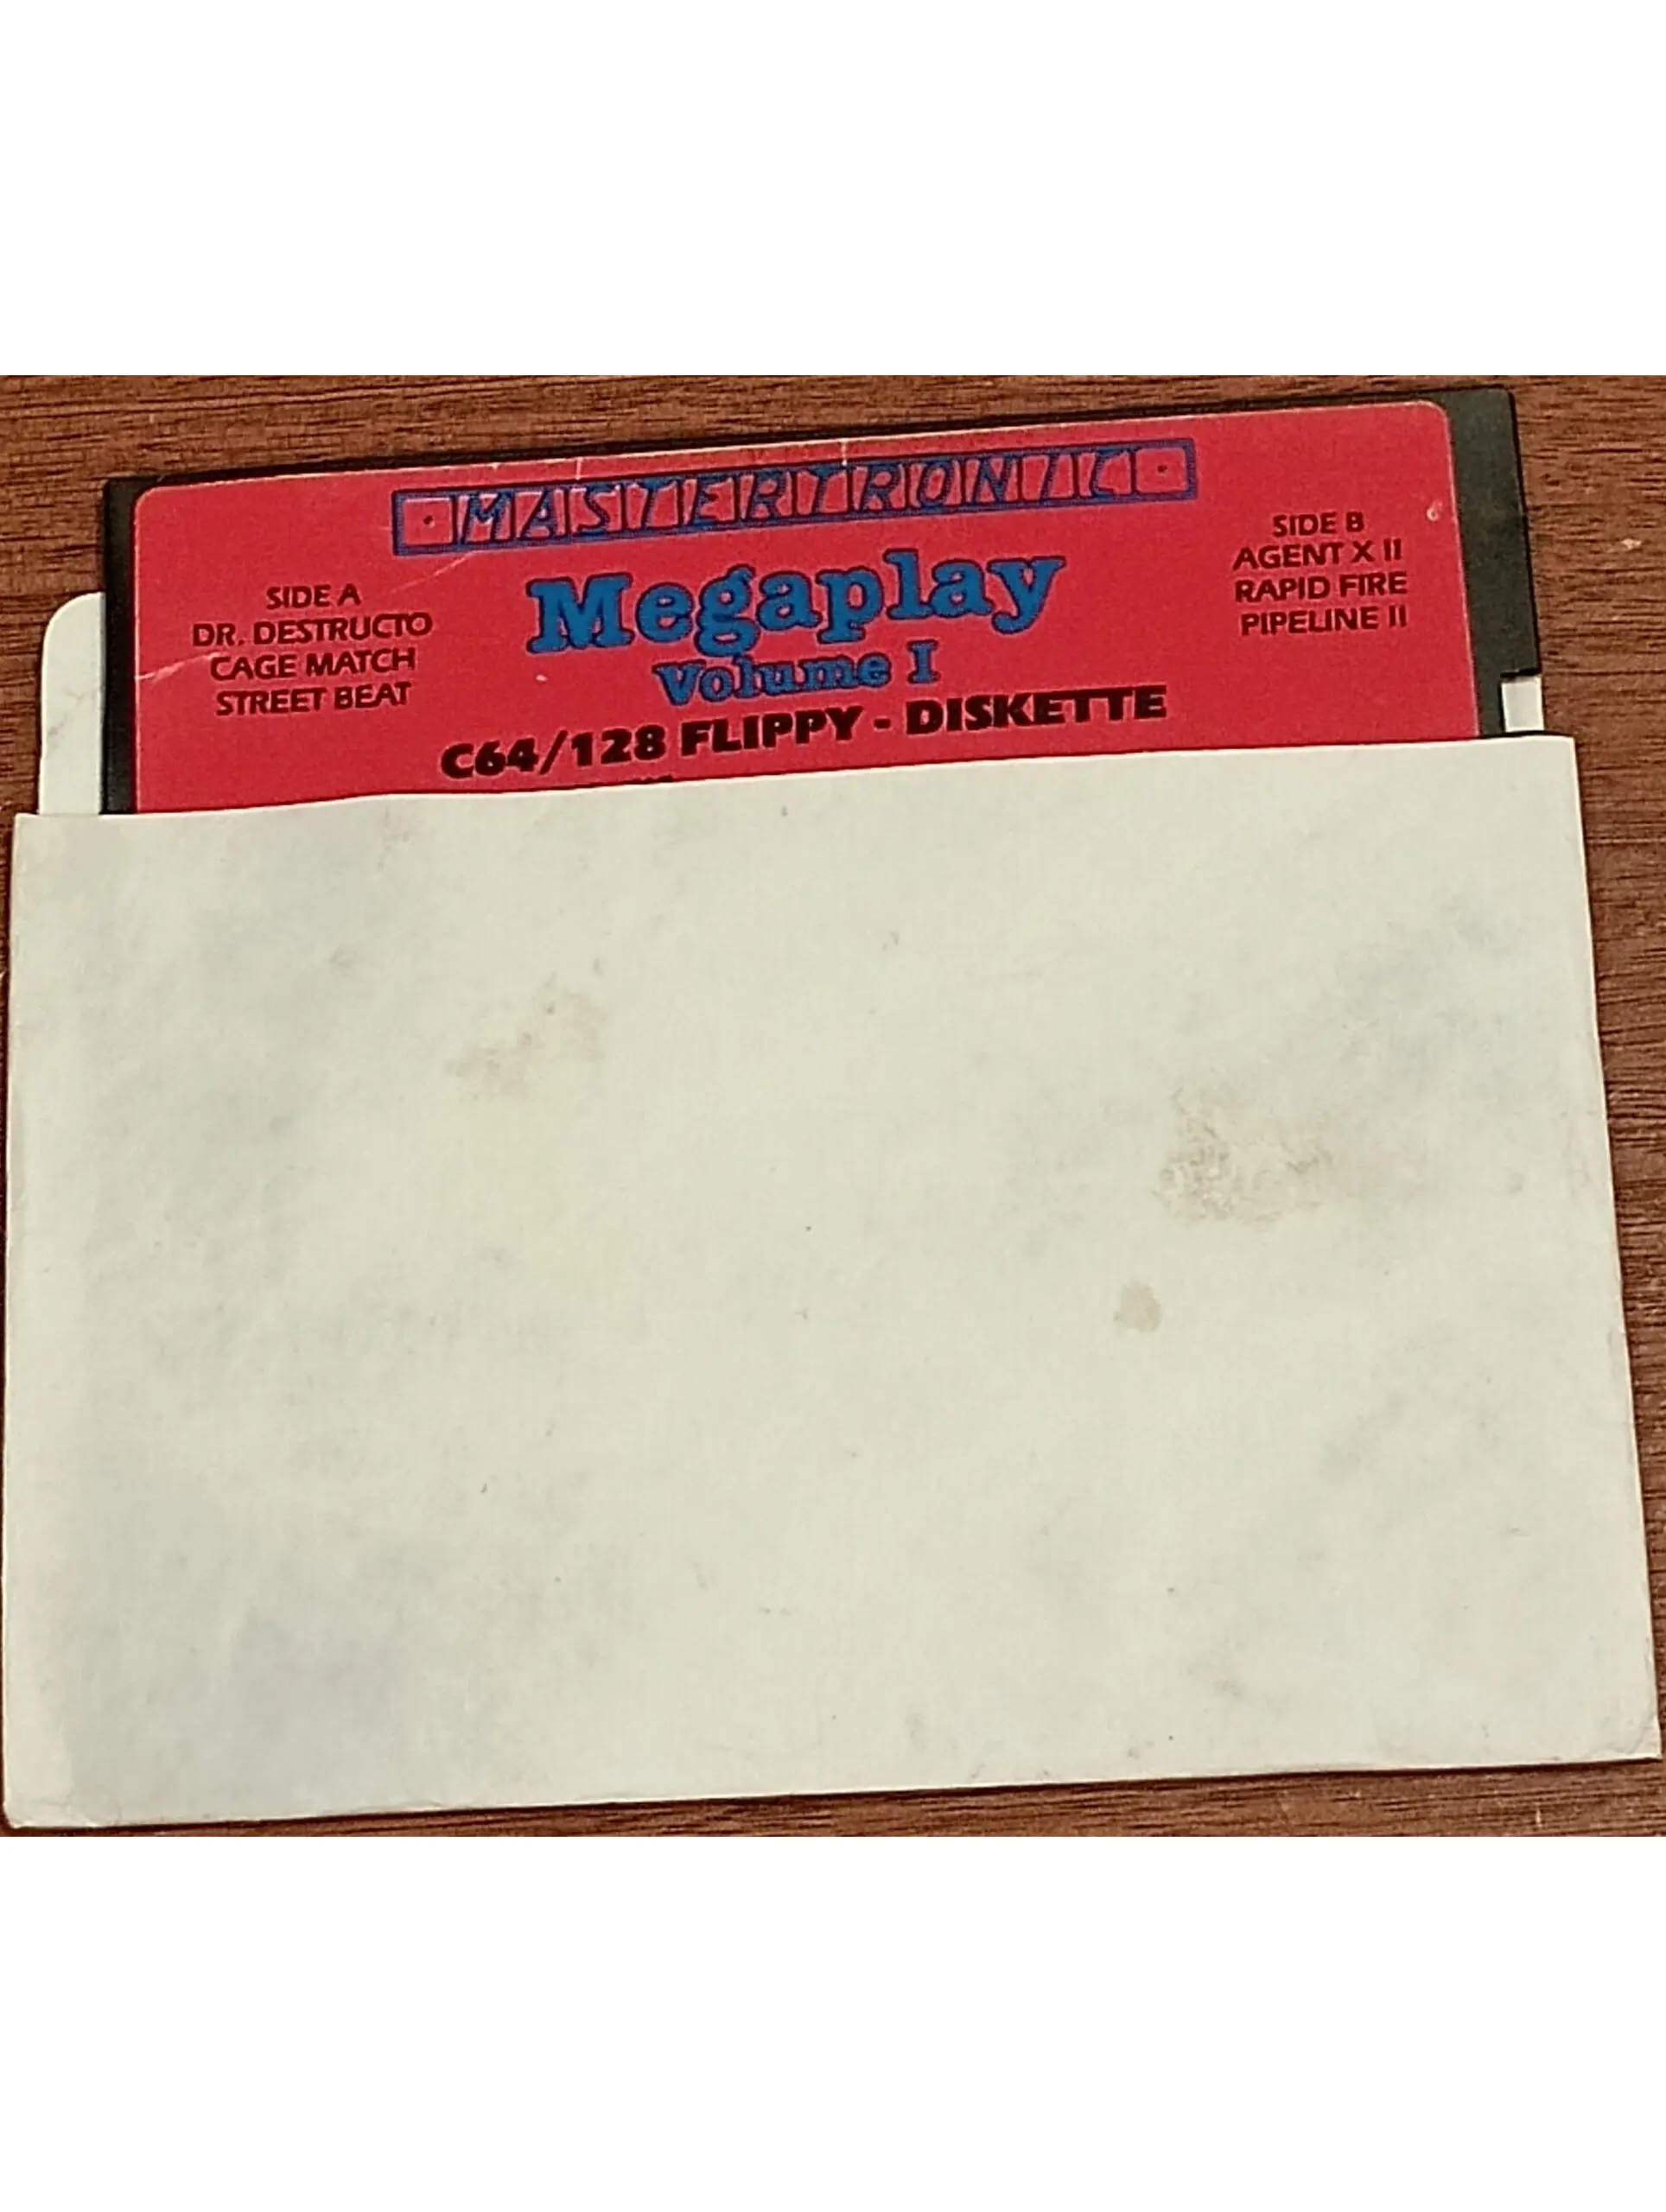 MASTERTRONIC
Megaplay
Volume I
C64/128 FLIPPY - DISKETTE
SIDE A
DR. DESTRUCTO
CAGE MATCH
STREET BEAT
SIDE B
AGENT X II
RAPID FIRE
PIPELINE II